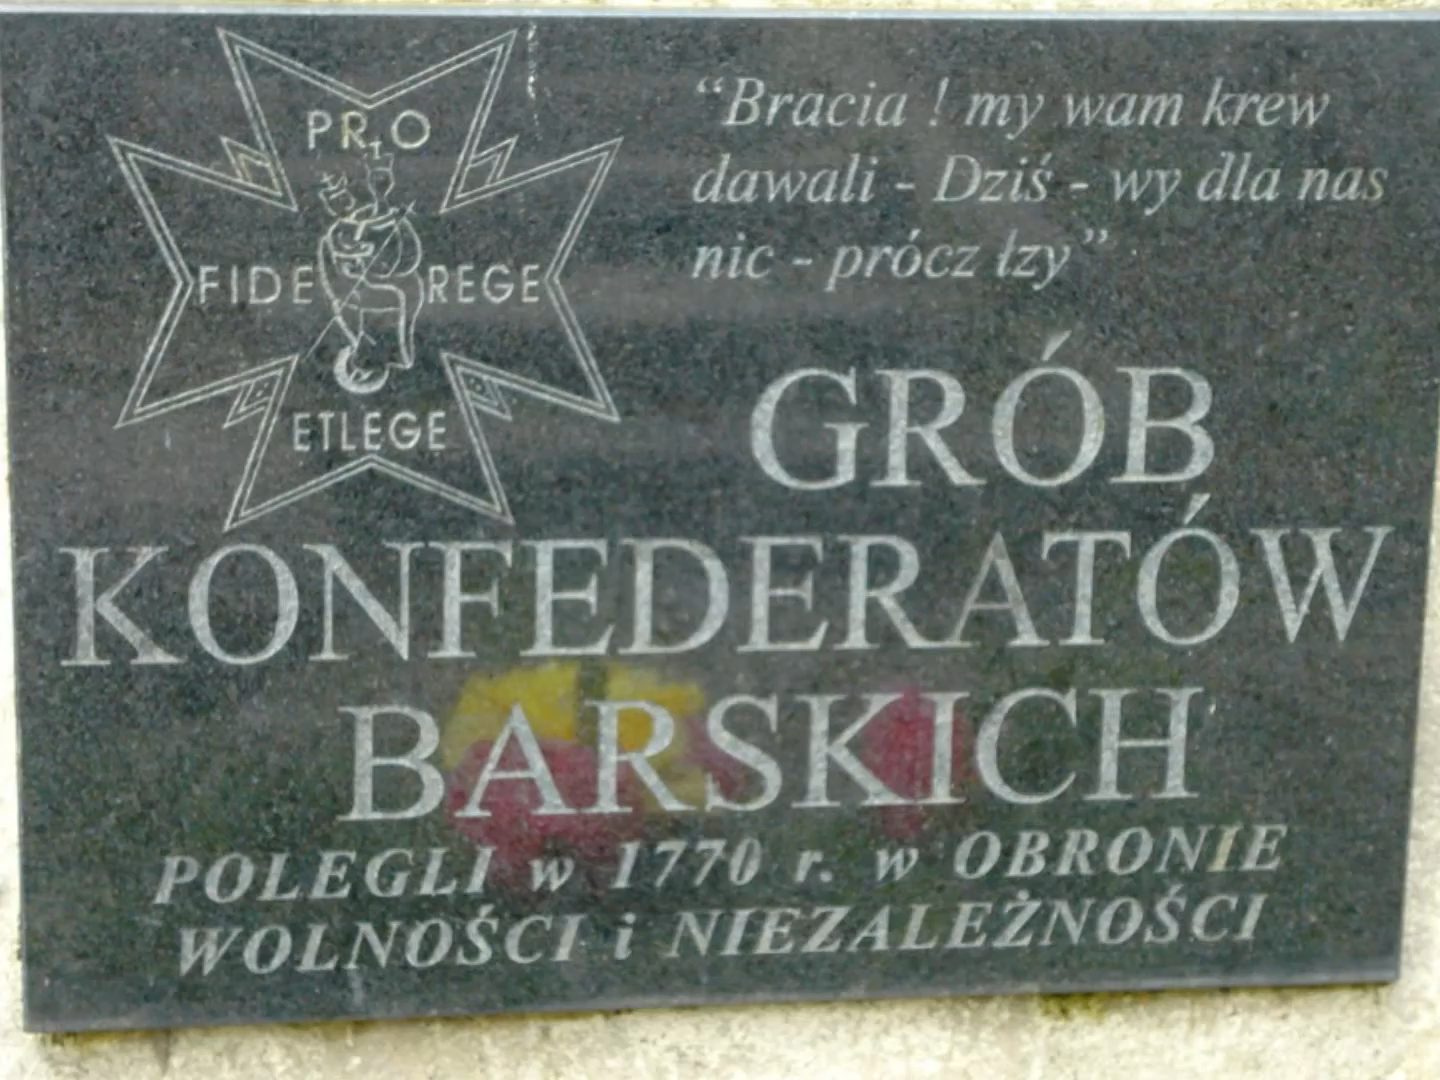 PRO
FIDE REGE
ETLEGE
“Bracia ! my wam krew
dawali - Dziś - wy dla nas
nic - prócz łzy”
GRÓB
KONFEDERATÓW
BARSKICH
POLEGLI w 1770 r. w OBRONIE
WOLNOŚCI i NIEZALEŻNOŚCI